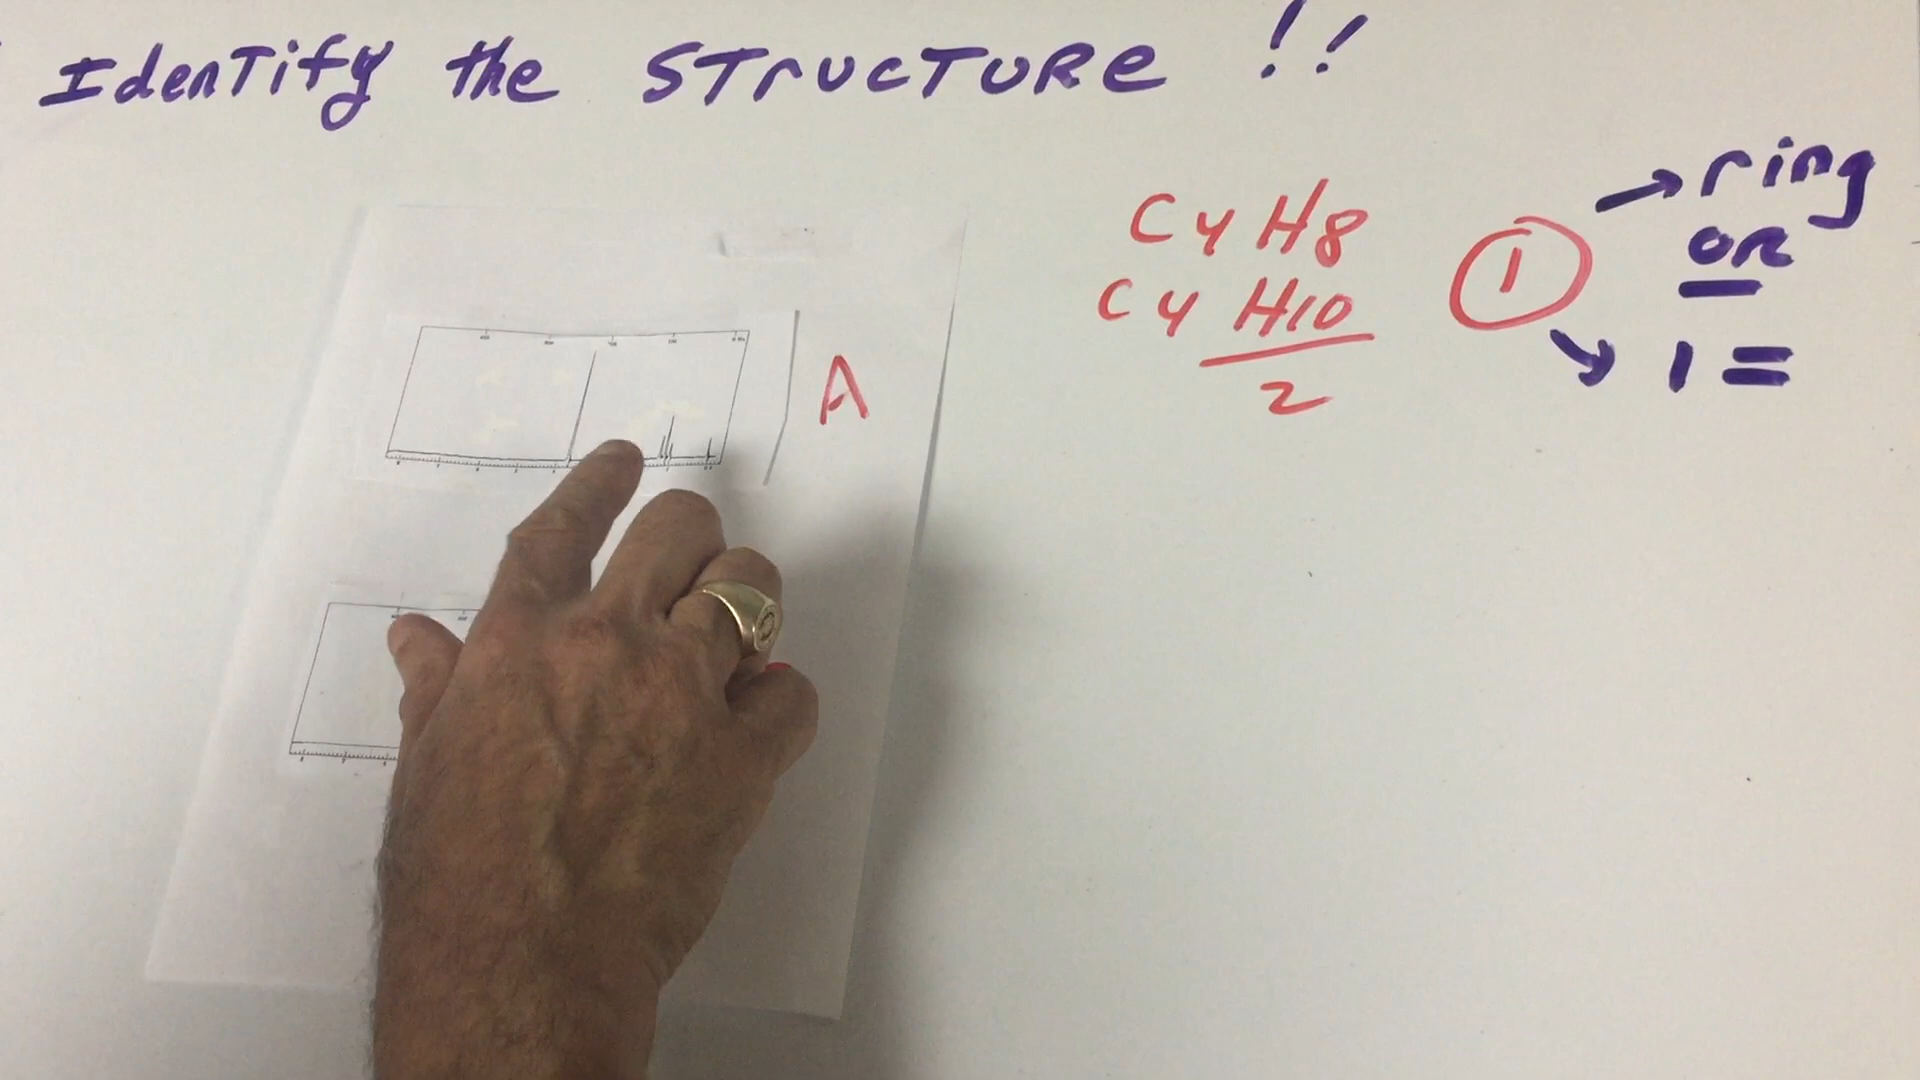 Identify the STrucTURe !!
C4H8
C4H10
2
1
→ ring
OR
→ 1 =
A